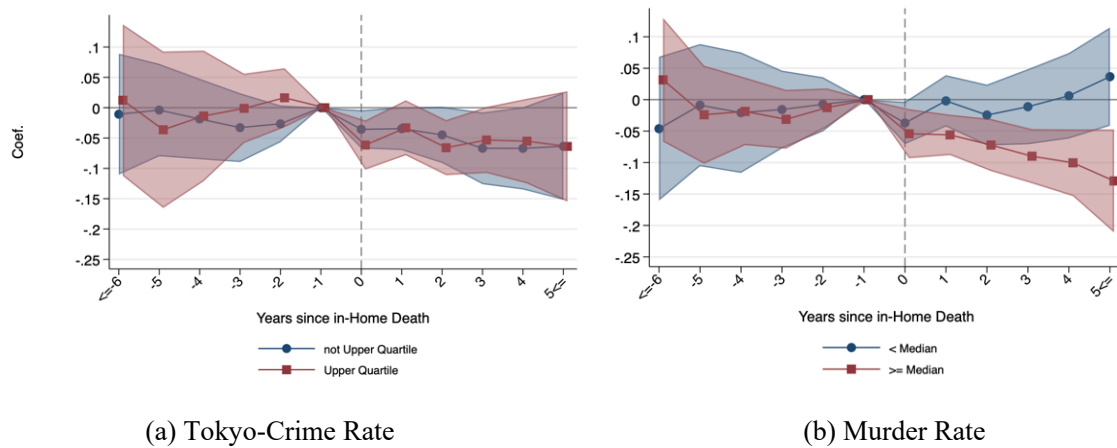 .1
.05
0
-.05
-.1
-.15
-.2
-.25
Coef.
<=-6 -5 -4 -3 -2 -1 0 1 2 3 4 5<=
Years since in-Home Death
not Upper Quartile
Upper Quartile
(a) Tokyo-Crime Rate
.1
.05
0
-.05
-.1
-.15
-.2
-.25
<=-6 -5 -4 -3 -2 -1 0 1 2 3 4 5<=
Years since in-Home Death
< Median
>= Median
(b) Murder Rate